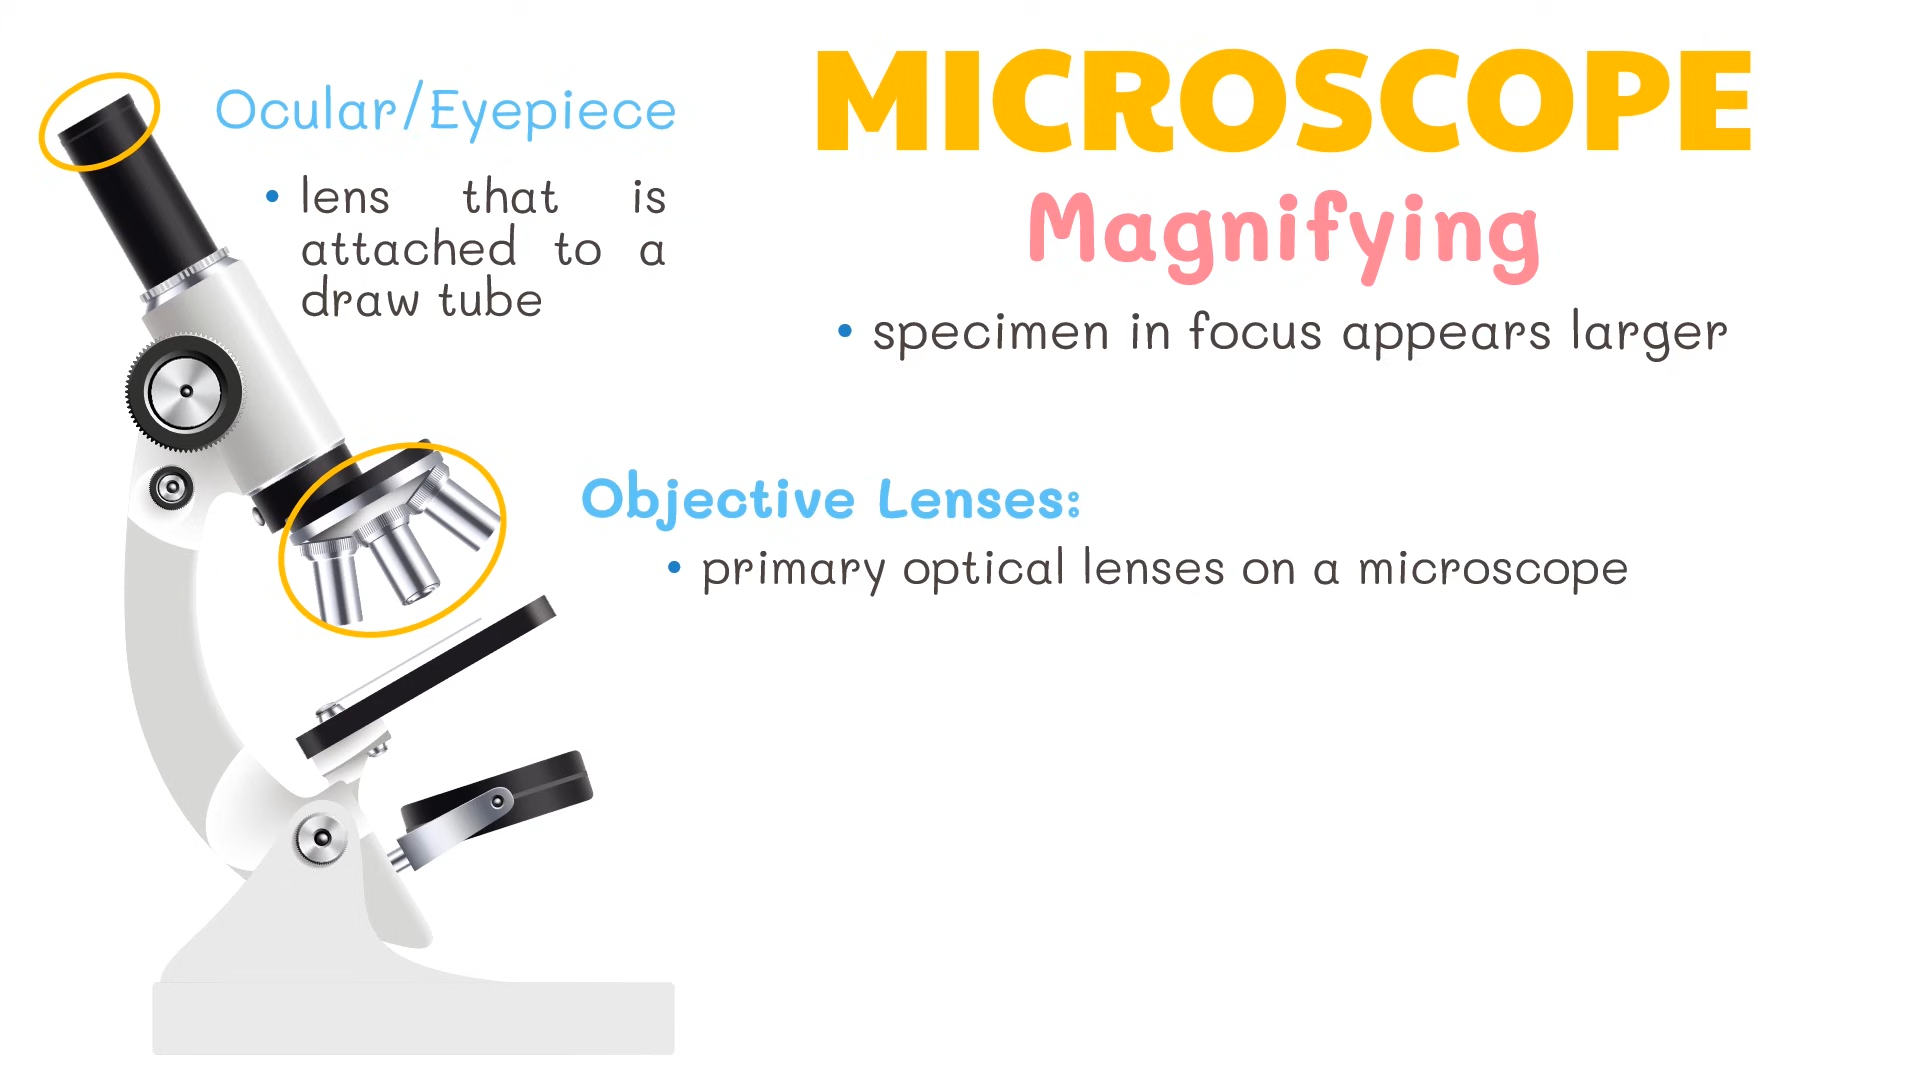 MICROSCOPE
Magnifying
• specimen in focus appears larger
Ocular/Eyepiece
• lens that is
attached to a
draw tube
Objective Lenses:
• primary optical lenses on a microscope